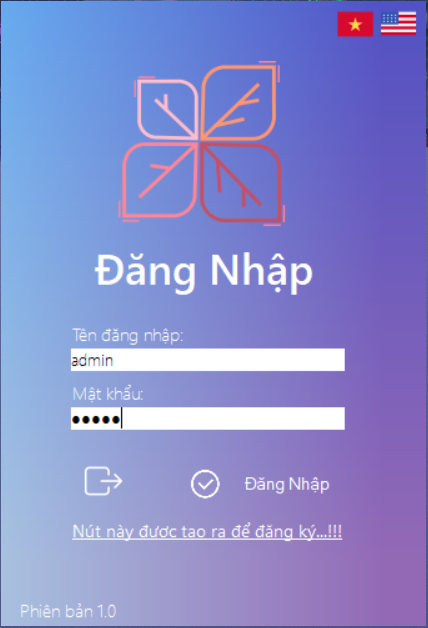 Đăng Nhập
Tên đăng nhập:
admin
Mật khẩu:
●●●●●
Đăng Nhập
Nút này được tạo ra để đăng ký...!!!
Phiên bản 1.0